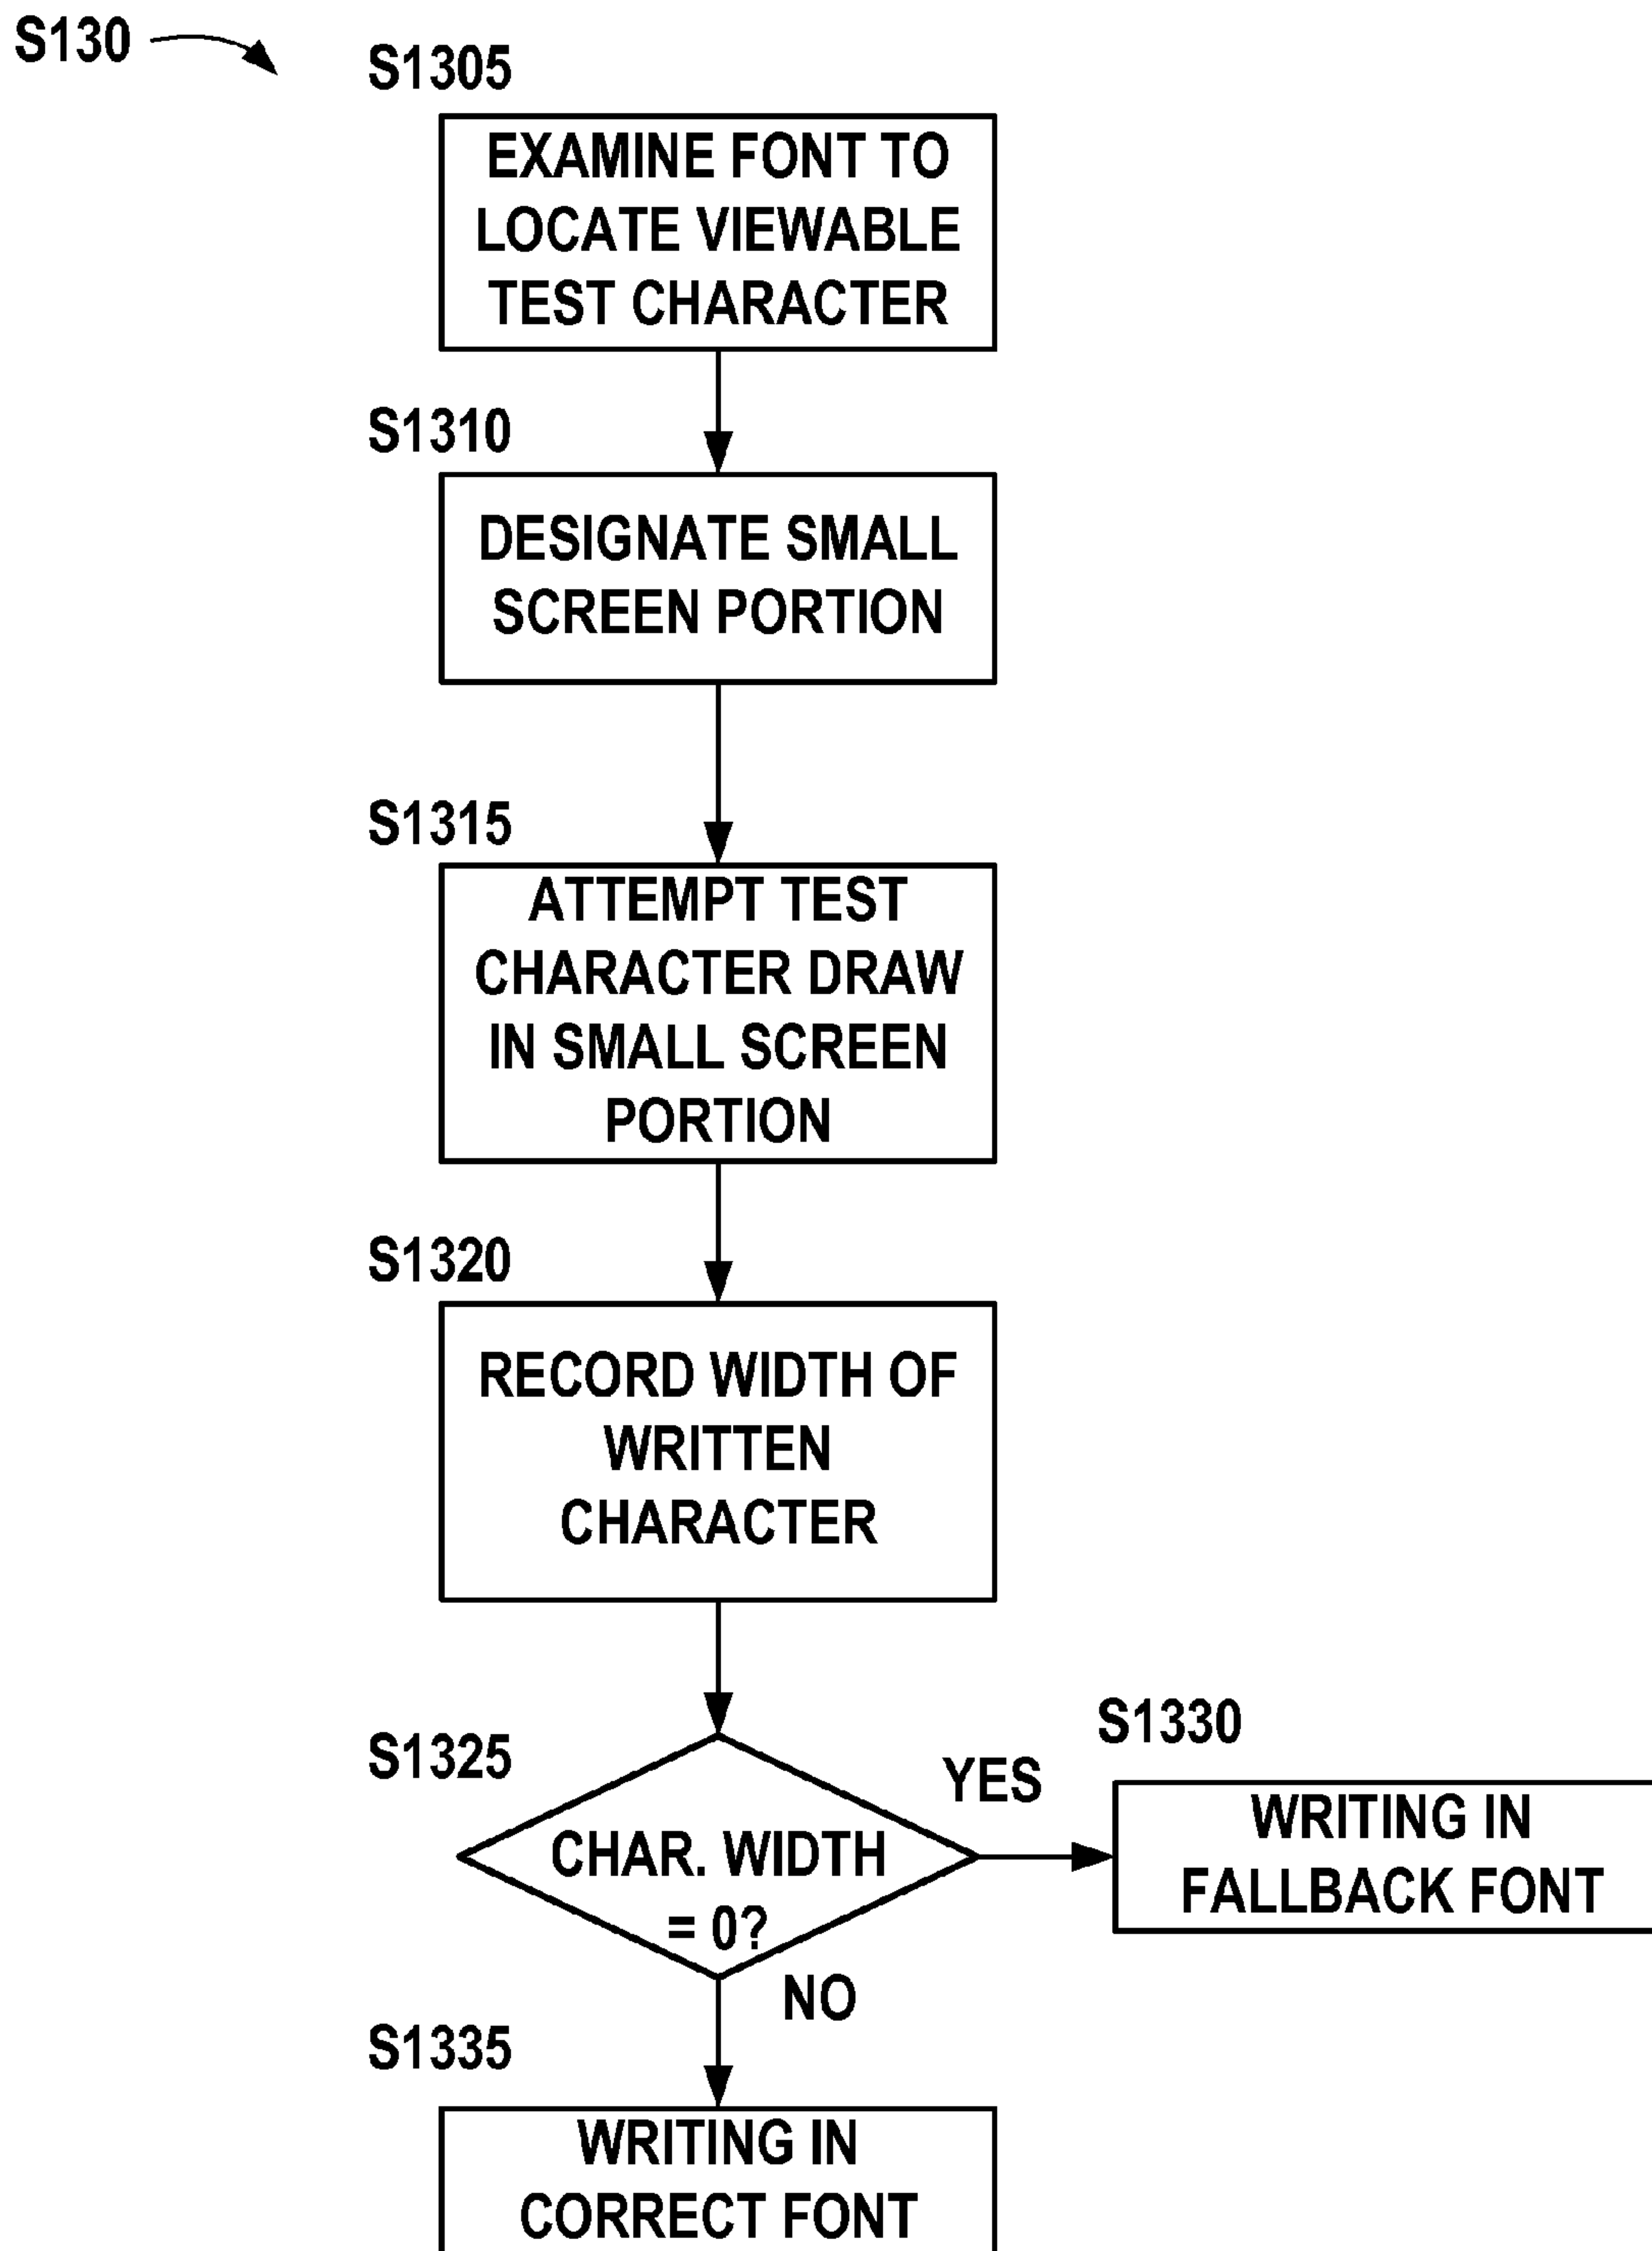 S130
S1305
EXAMINE FONT TO
LOCATE VIEWABLE
TEST CHARACTER
S1310
DESIGNATE SMALL
SCREEN PORTION
S1315
ATTEMPT TEST
CHARACTER DRAW
IN SMALL SCREEN
PORTION
S1320
RECORD WIDTH OF
WRITTEN
CHARACTER
S1325
CHAR. WIDTH
= 0?
YES
S1330
WRITING IN
FALLBACK FONT
NO
S1335
WRITING IN
CORRECT FONT